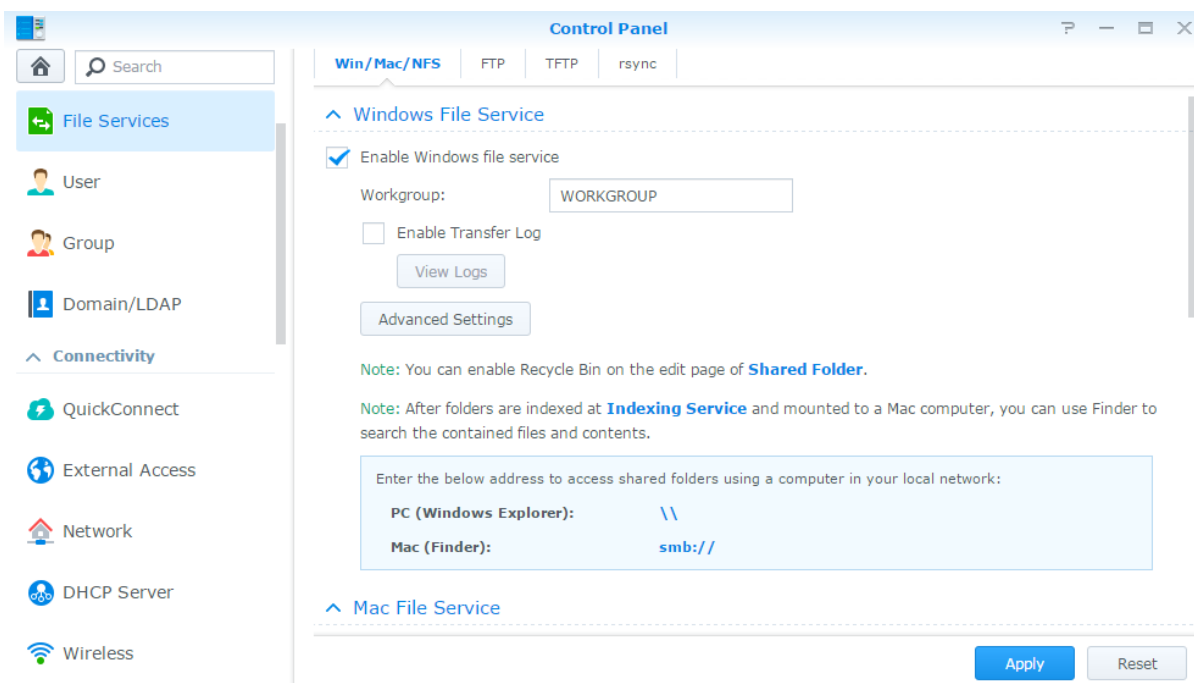 Control Panel
Search
File Services
User
Group
Domain/LDAP
Connectivity
QuickConnect
External Access
Network
DHCP Server
Wireless
Win/Mac/NFS
FTP
TFTP
rsync
Windows File Service
Enable Windows file service
Workgroup: WORKGROUP
Enable Transfer Log
View Logs
Advanced Settings
Note: You can enable Recycle Bin on the edit page of Shared Folder.
Note: After folders are indexed at Indexing Service and mounted to a Mac computer, you can use Finder to
search the contained files and contents.
Enter the below address to access shared folders using a computer in your local network:
PC (Windows Explorer): \\
Mac (Finder): smb://
Mac File Service
Apply
Reset